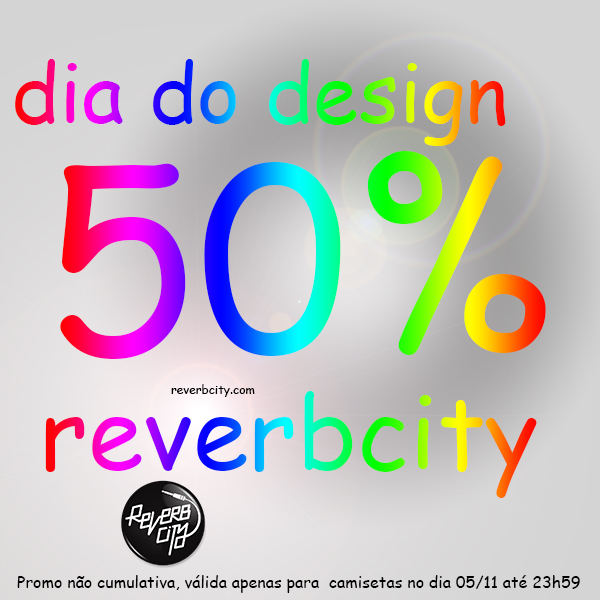 dia do design
50%
reverbcity.com
reverbcity
REVERB
CITY
Promo não cumulativa, válida apenas para  camisetas no dia 05/11 até 23h59